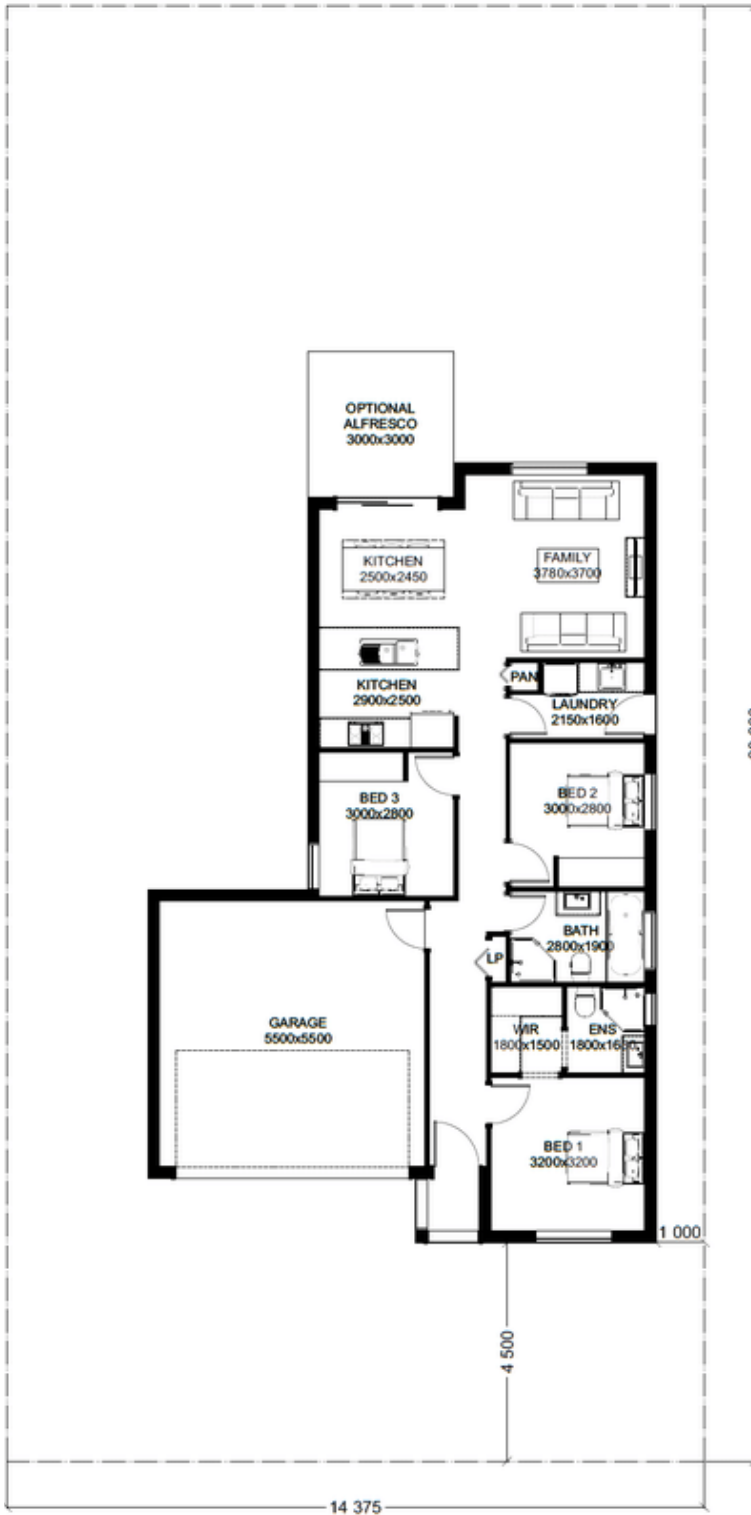 OPTIONAL
ALFRESCO
3000x3000
KITCHEN
2500x2450
FAMILY
3780x3700
PAN
KITCHEN
2900x2500
LAUNDRY
2150x1600
BED 3
3000x2800
BED 2
3000x2800
BATH
2800x1900
LP
GARAGE
5500x5500
WIR
1800x1500
ENS
BED 1
3200x3200
1 000
4 500
14 375